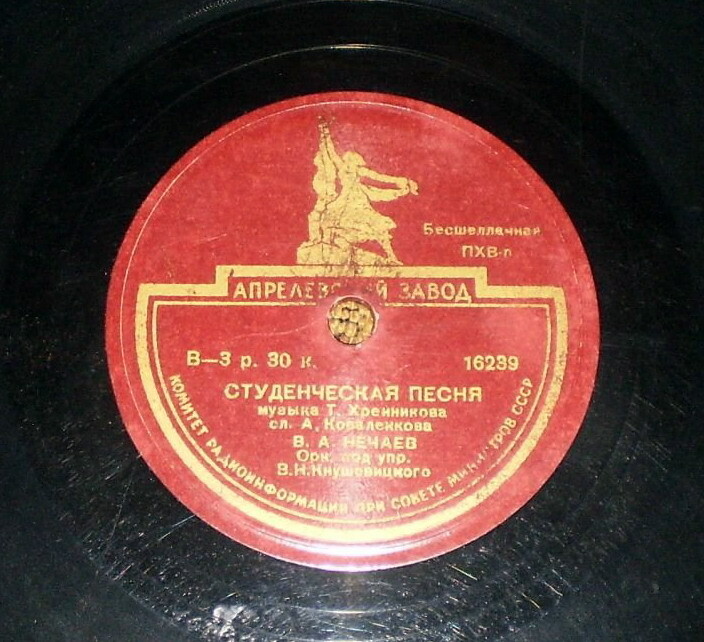 Бесшеллачная
ПХВ-п
АПРЕЛЕВСКИЙ ЗАВОД
В—3 р. 30 к.
16239
СТУДЕНЧЕСКАЯ ПЕСНЯ
музыка Т. Хренникова
сл. А. Коваленкова
В. А. НЕЧАЕВ
Орк. под упр.
В. Н. Кнушевицкого
КОМИТЕТ РАДИОИНФОРМАЦИИ ПРИ СОВЕТЕ МИНИСТРОВ СССР